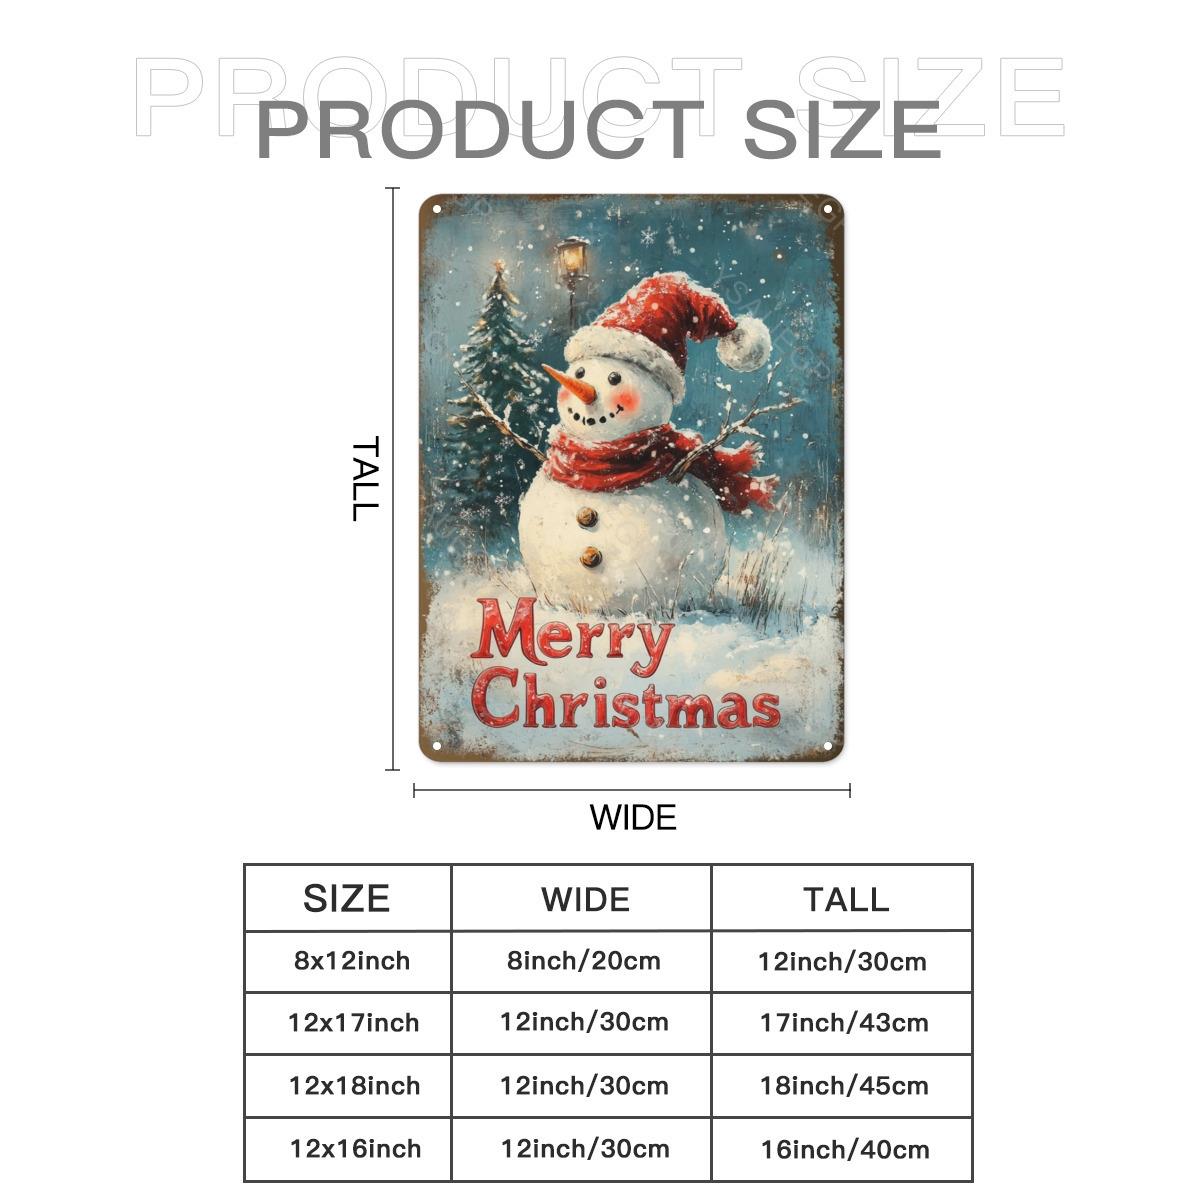 PRODUCT SIZE
PRODUCT SIZE
TALL
Merry
Christmas
WIDE
SIZE WIDE TALL
8x12inch 8inch/20cm 12inch/30cm
12x17inch 12inch/30cm 17inch/43cm
12x18inch 12inch/30cm 18inch/45cm
12x16inch 12inch/30cm 16inch/40cm